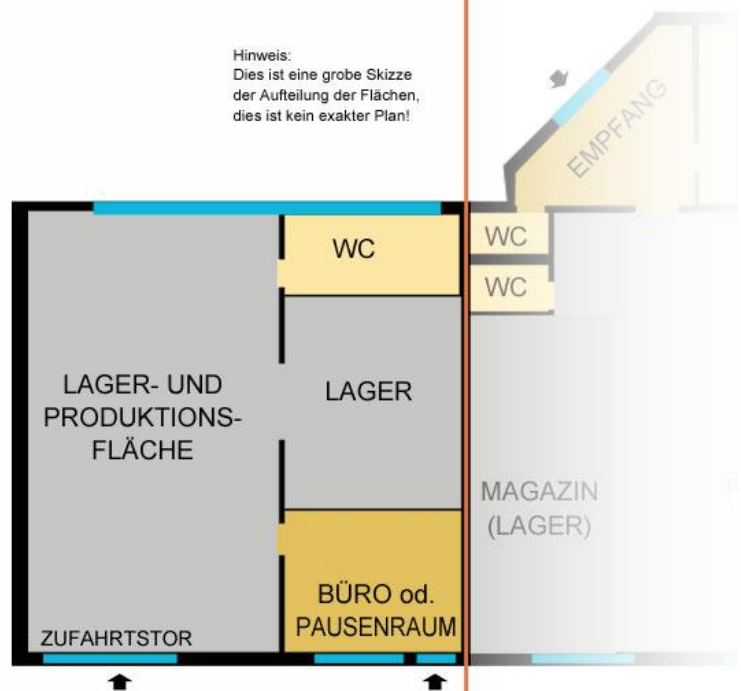 Hinweis:
Dies ist eine grobe Skizze
der Aufteilung der Flächen,
dies ist kein exakter Plan!
EMPFANG
WC
WC
WC
LAGER- UND
PRODUKTIONS-
FLÄCHE
LAGER
MAGAZIN
(LAGER)
BÜRO od.
PAUSENRAUM
ZUFAHRTSTOR